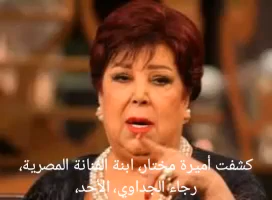 كشفت أميرة مختار، ابنة الفنانة المصرية،
رجاء الجداوي، الأحد،